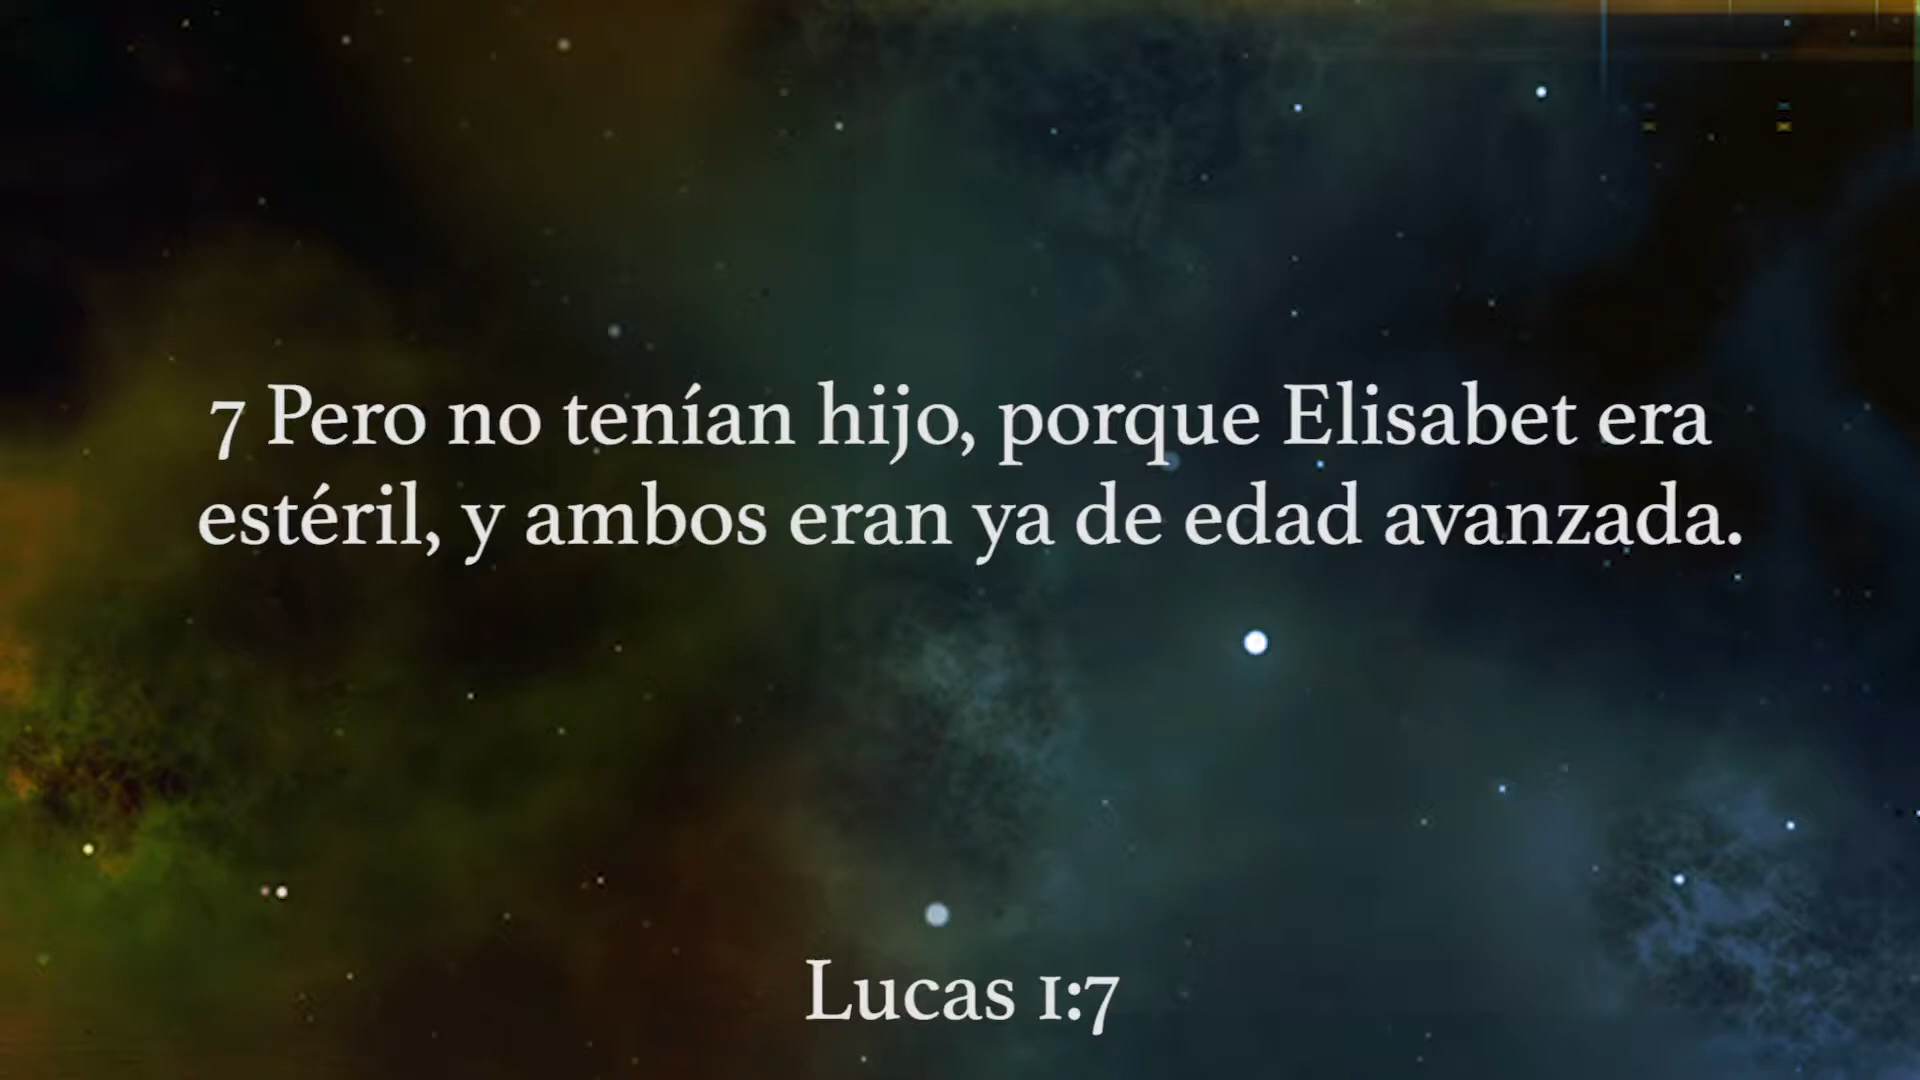 7 Pero no tenían hijo, porque Elisabet era
estéril, y ambos eran ya de edad avanzada.
Lucas 1:7